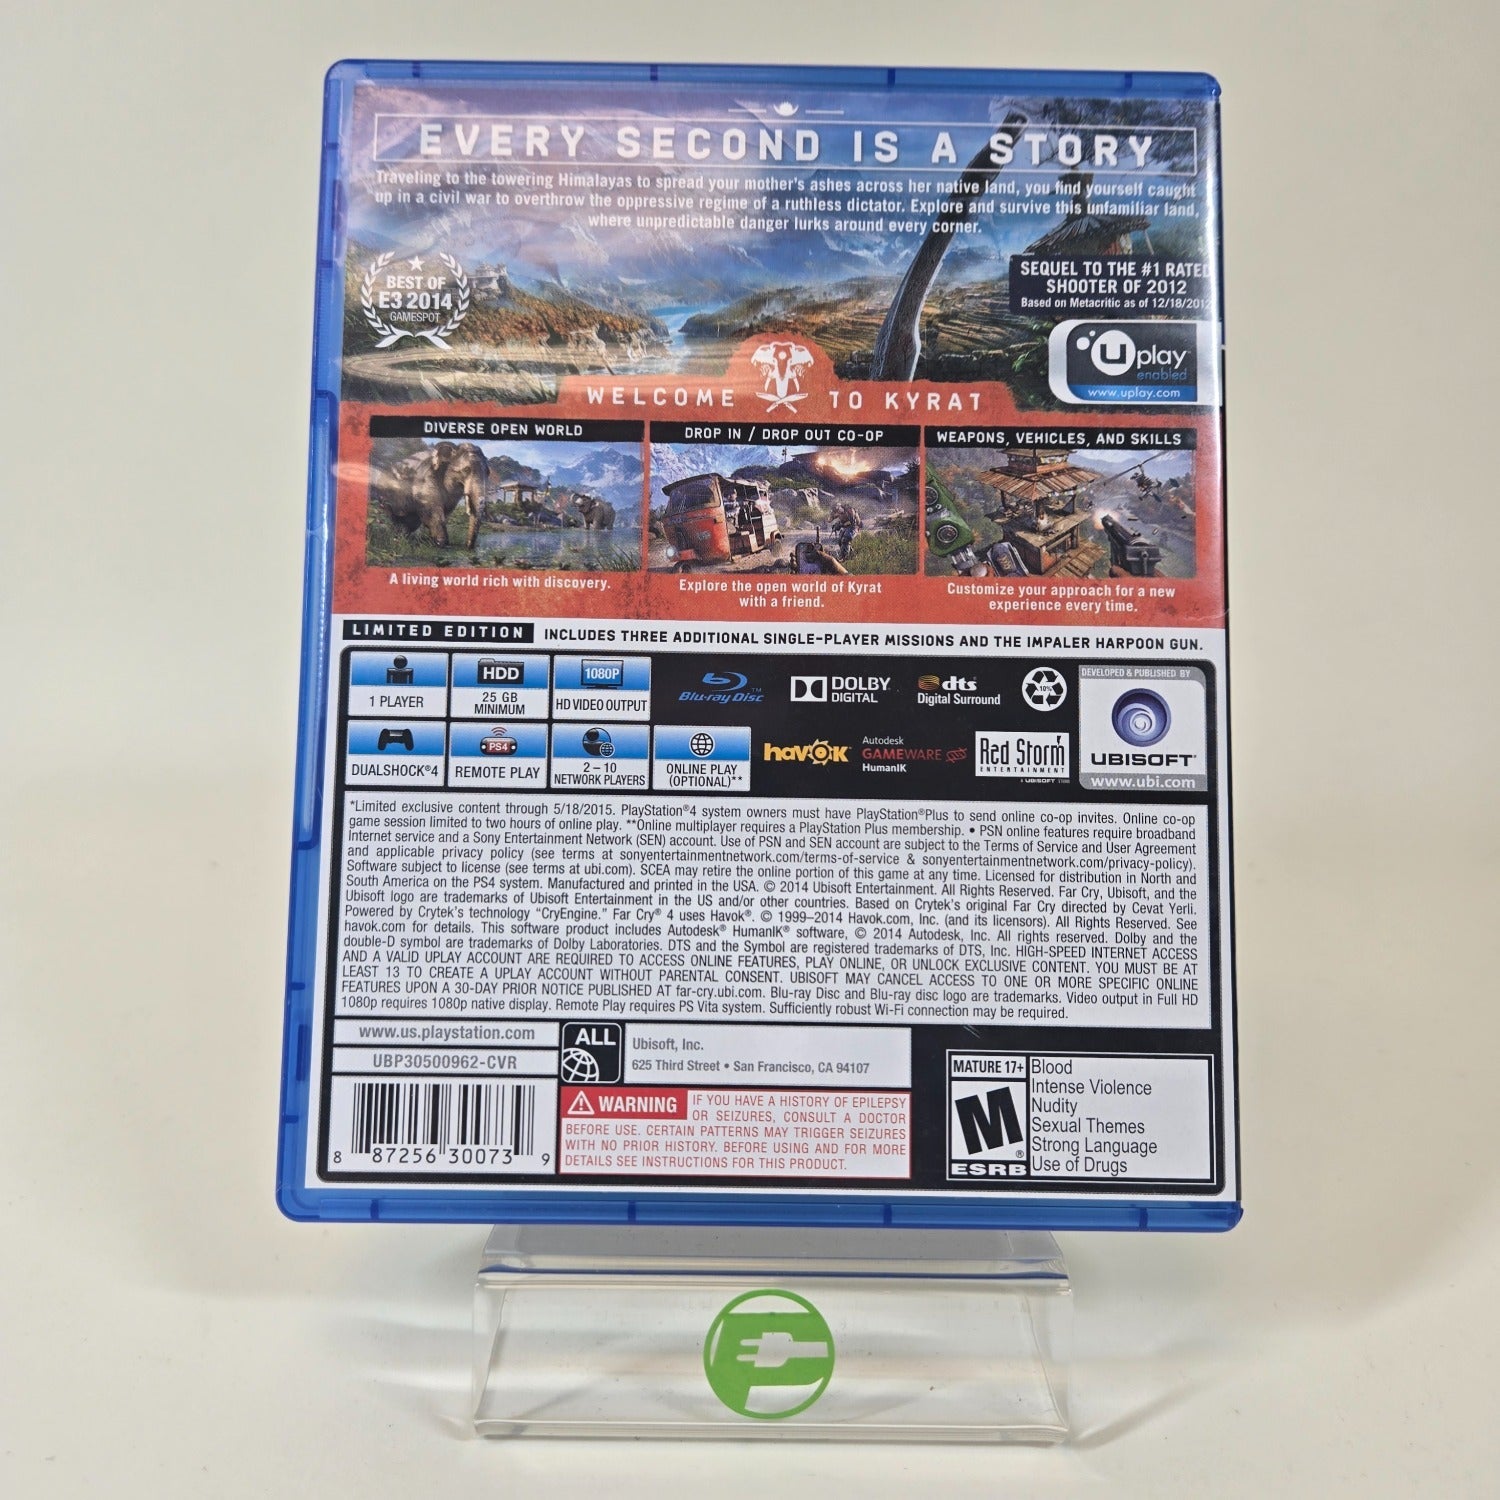 EVERY SECOND IS A STORY
Traveling to the towering Himalayas to spread your mother's ashes across her native land, you find yourself caught
up in a civil war to overthrow the oppressive regime of a ruthless dictator. Explore and survive this unfamiliar land,
where unpredictable danger lurks around every corner.
BEST OF
E3 2014
GAMESPOT
SEQUEL TO THE #1 RATED
SHOOTER OF 2012
Based on Metacritic as of 12/18/2012
Uplay
enabled
www.uplay.com
WELCOME TO KYRAT
DIVERSE OPEN WORLD
A living world rich with discovery.
DROP IN / DROP OUT CO-OP
Explore the open world of Kyrat
with a friend.
WEAPONS, VEHICLES, AND SKILLS
Customize your approach for a new
experience every time.
LIMITED EDITION INCLUDES THREE ADDITIONAL SINGLE-PLAYER MISSIONS AND THE IMPALER HARPOON GUN.
1 PLAYER
HDD
25 GB
MINIMUM
1080P
HD VIDEO OUTPUT
DUALSHOCK®4
PS4
REMOTE PLAY
2–10
NETWORK PLAYERS
ONLINE PLAY
(OPTIONAL)**
Blu-ray Disc™
DOLBY
DIGITAL
dts
Digital Surround
10%
havok
Autodesk
GAMEWARE
HumanIK
Red Storm
ENTERTAINMENT
DEVELOPED & PUBLISHED BY
UBISOFT
www.ubi.com
*Limited exclusive content through 5/18/2015. PlayStation®4 system owners must have PlayStation®Plus to send online co-op invites. Online co-op
game session limited to two hours of online play. **Online multiplayer requires a PlayStation Plus membership. • PSN online features require broadband
Internet service and a Sony Entertainment Network (SEN) account. Use of PSN and SEN account are subject to the Terms of Service and User Agreement
and applicable privacy policy (see terms at sonyentertainmentnetwork.com/terms-of-service & sonyentertainmentnetwork.com/privacy-policy).
Software subject to license (see terms at ubi.com). SCEA may retire the online portion of this game at any time. Licensed for distribution in North and
South America on the PS4 system. Manufactured and printed in the USA. © 2014 Ubisoft Entertainment. All Rights Reserved. Far Cry, Ubisoft, and the
Ubisoft logo are trademarks of Ubisoft Entertainment in the US and/or other countries. Based on Crytek's original Far Cry directed by Cevat Yerli.
Powered by Crytek's technology "CryEngine." Far Cry® 4 uses Havok®. © 1999–2014 Havok.com, Inc. (and its licensors). All Rights Reserved. See
havok.com for details. This software product includes Autodesk® HumanIK® software, © 2014 Autodesk, Inc. All rights reserved. Dolby and the
double-D symbol are trademarks of Dolby Laboratories. DTS and the Symbol are registered trademarks of DTS, Inc. HIGH-SPEED INTERNET ACCESS
AND A VALID UPLAY ACCOUNT ARE REQUIRED TO ACCESS ONLINE FEATURES, PLAY ONLINE, OR UNLOCK EXCLUSIVE CONTENT. YOU MUST BE AT
LEAST 13 TO CREATE A UPLAY ACCOUNT WITHOUT PARENTAL CONSENT. UBISOFT MAY CANCEL ACCESS TO ONE OR MORE SPECIFIC ONLINE
FEATURES UPON A 30-DAY PRIOR NOTICE PUBLISHED AT far-cry.ubi.com. Blu-ray Disc and Blu-ray disc logo are trademarks. Video output in Full HD
1080p requires 1080p native display. Remote Play requires PS Vita system. Sufficiently robust Wi-Fi connection may be required.
www.us.playstation.com
UBP30500962-CVR
8 87256 30073 9
ALL
Ubisoft, Inc.
625 Third Street • San Francisco, CA 94107
WARNING IF YOU HAVE A HISTORY OF EPILEPSY
OR SEIZURES, CONSULT A DOCTOR
BEFORE USE. CERTAIN PATTERNS MAY TRIGGER SEIZURES
WITH NO PRIOR HISTORY. BEFORE USING AND FOR MORE
DETAILS SEE INSTRUCTIONS FOR THIS PRODUCT.
MATURE 17+
M
ESRB
Blood
Intense Violence
Nudity
Sexual Themes
Strong Language
Use of Drugs